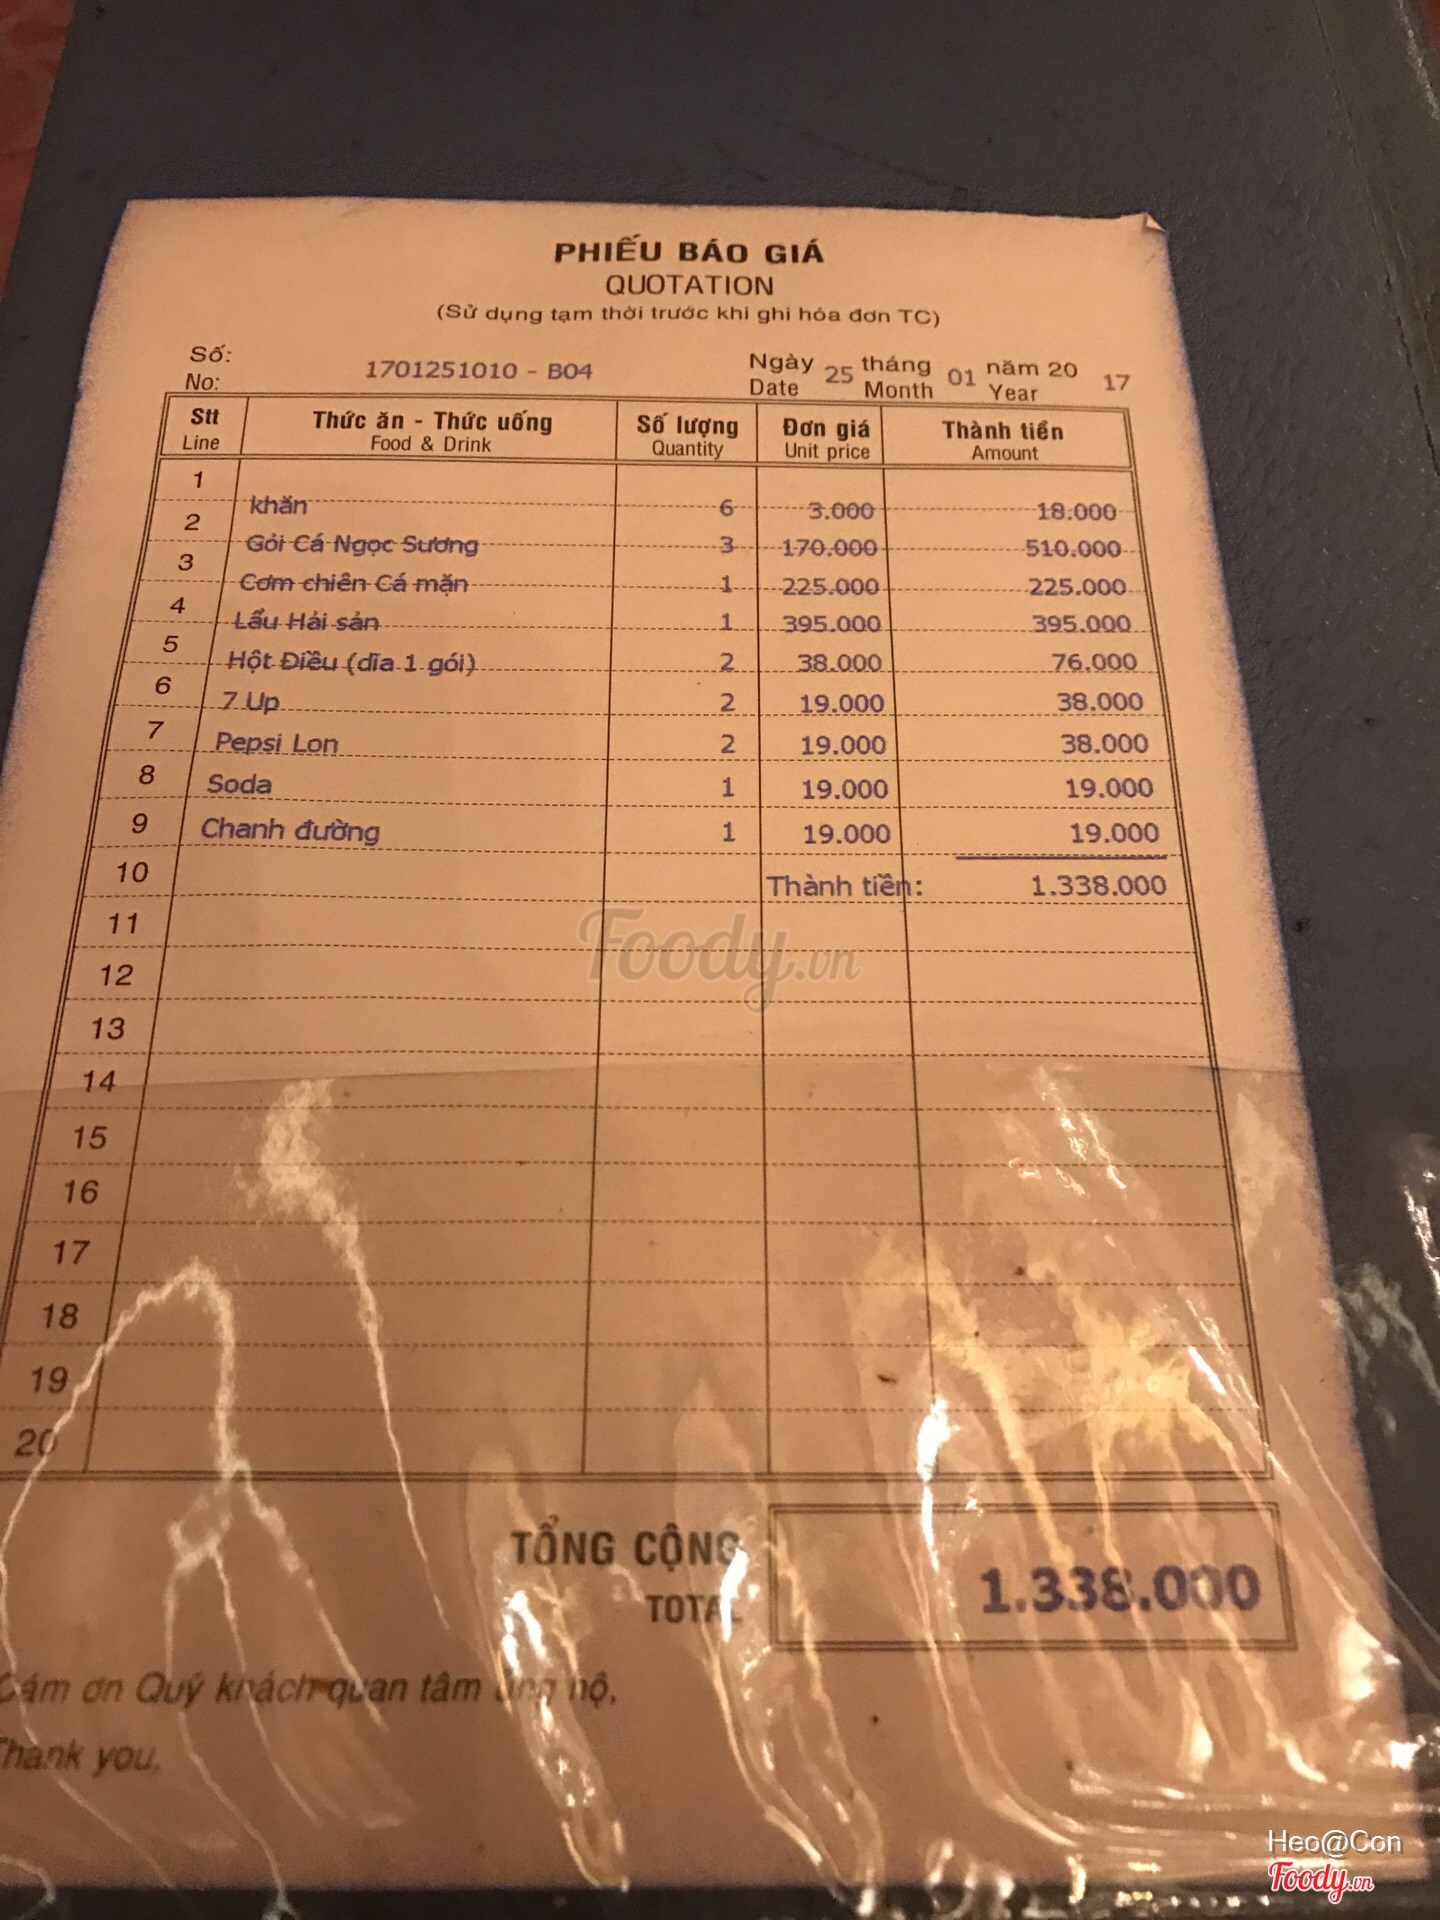 PHIẾU BÁO GIÁ
QUOTATION
(Sử dụng tạm thời trước khi ghi hóa đơn TC)
Số: 1701251010 - B04 Ngày 25 tháng 01 năm 20 17
No: Date Month Year
Stt Thức ăn - Thức uống Số lượng Đơn giá Thành tiền
Line Food & Drink Quantity Unit price Amount
1 khăn 6 3.000 18.000
2 Gỏi Cá Ngọc Sương 3 170.000 510.000
3 Cơm chiên Cá mặn 1 225.000 225.000
4 Lẩu Hải sản 1 395.000 395.000
5 Hột Điều (dĩa 1 gói) 2 38.000 76.000
6 7 Up 2 19.000 38.000
7 Pepsi Lon 2 19.000 38.000
8 Soda 1 19.000 19.000
9 Chanh đường 1 19.000 19.000
10 Thành tiền: 1.338.000
11
Foody.vn
12
13
14
15
16
17
18
19
20
TỔNG CỘNG 1.338.000
TOTAL
Cám ơn Quý khách quan tâm ủng hộ,
Thank you.
Heo@Con
Foody.vn